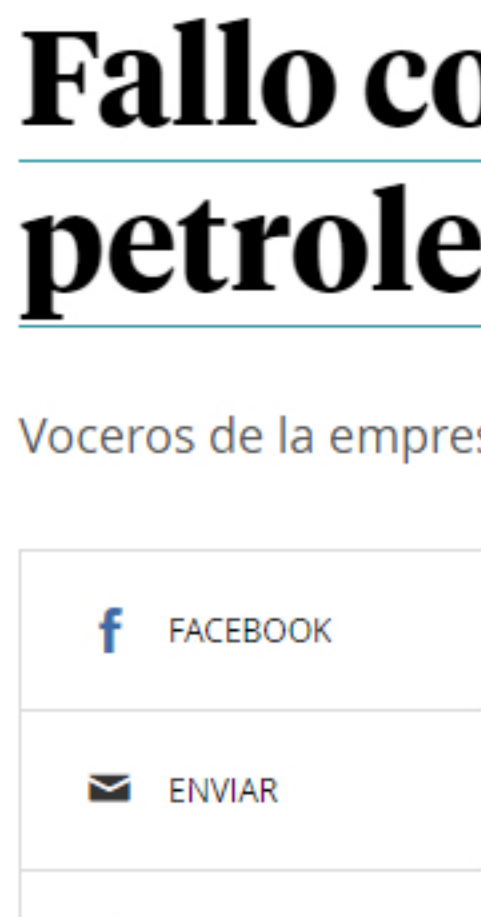 Fallo co
petrole
Voceros de la empres
FACEBOOK
ENVIAR